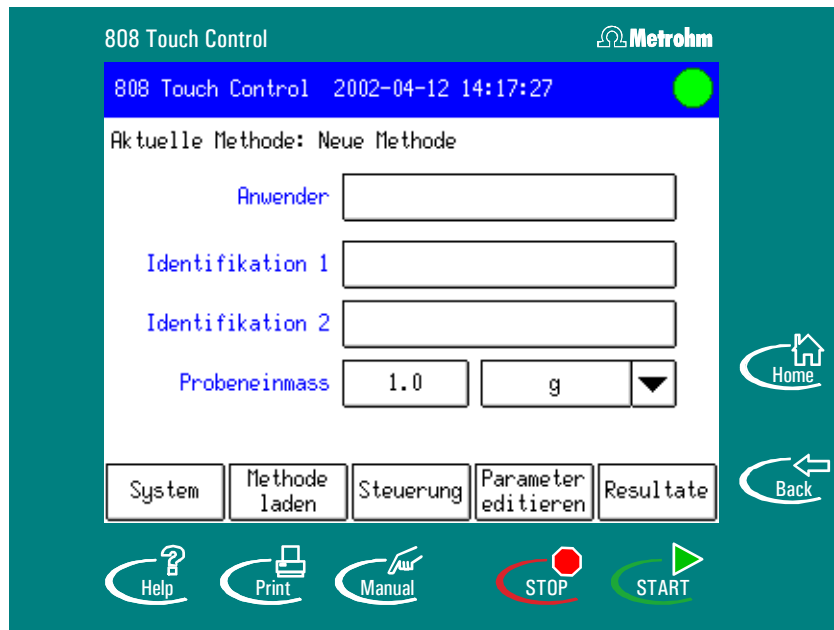 808 Touch Control Metrohm
808 Touch Control 2002-04-12 14:17:27
Aktuelle Methode: Neue Methode
Anwender
Identifikation 1
Identifikation 2
Probeneinmass 1.0 g
System Methode laden Steuerung Parameter editieren Resultate
Home
Back
Help Print Manual STOP START